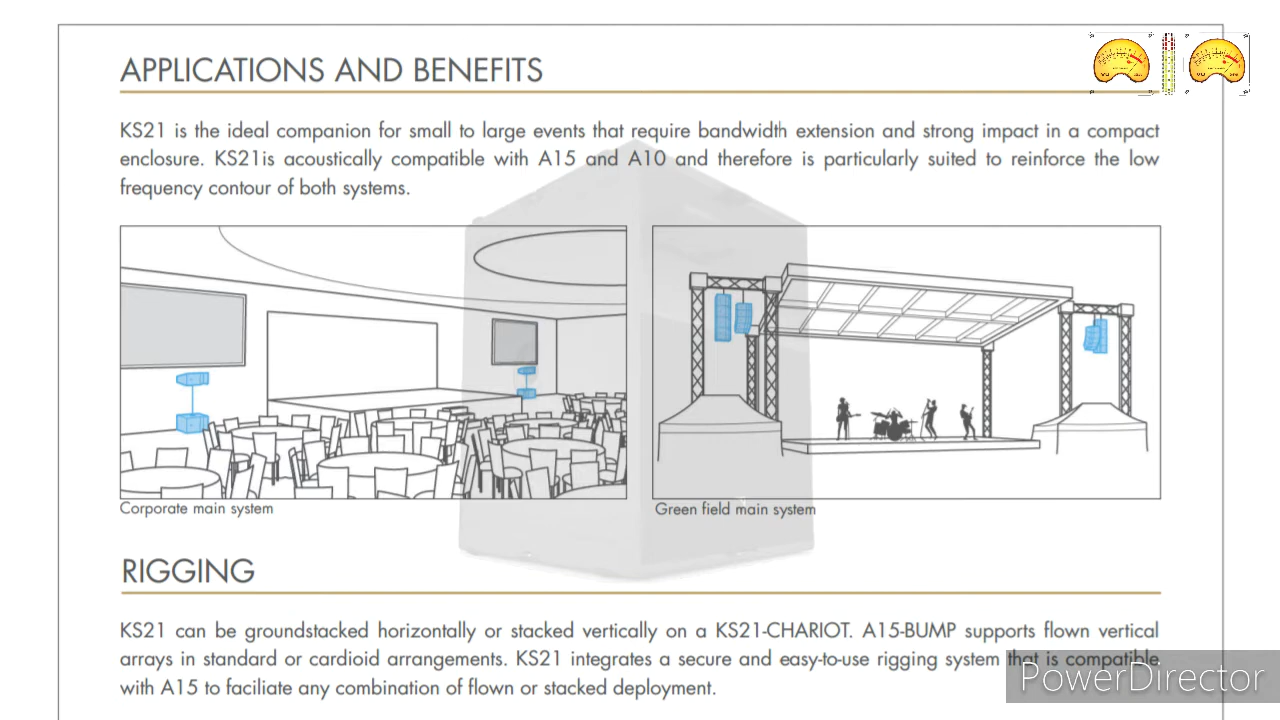 APPLICATIONS AND BENEFITS
KS21 is the ideal companion for small to large events that require bandwidth extension and strong impact in a compact
enclosure. KS21is acoustically compatible with A15 and A10 and therefore is particularly suited to reinforce the low
frequency contour of both systems.
Corporate main system
Green field main system
RIGGING
KS21 can be groundstacked horizontally or stacked vertically on a KS21-CHARIOT. A15-BUMP supports flown vertical
arrays in standard or cardioid arrangements. KS21 integrates a secure and easy-to-use rigging system that is compatible
with A15 to faciliate any combination of flown or stacked deployment.
PowerDirector